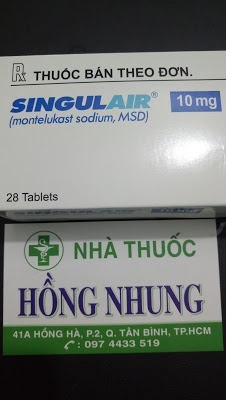 R THUỐC BÁN THEO ĐƠN.
SINGULAIR® 10 mg
(montelukast sodium, MSD)
28 Tablets
NHÀ THUỐC
HỒNG NHUNG
41A HỒNG HÀ, P.2, Q. TÂN BÌNH, TP.HCM
: 097 4433 519